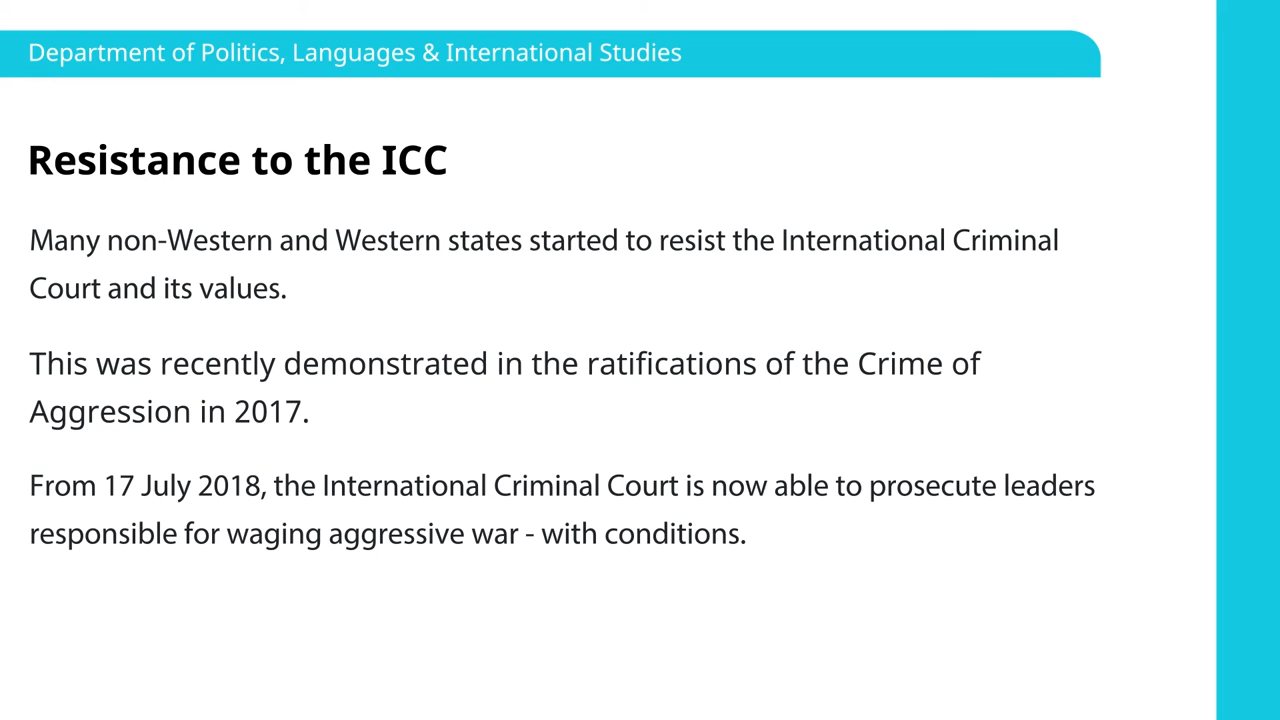 Department of Politics, Languages & International Studies
Resistance to the ICC
Many non-Western and Western states started to resist the International Criminal
Court and its values.
This was recently demonstrated in the ratifications of the Crime of
Aggression in 2017.
From 17 July 2018, the International Criminal Court is now able to prosecute leaders
responsible for waging aggressive war - with conditions.